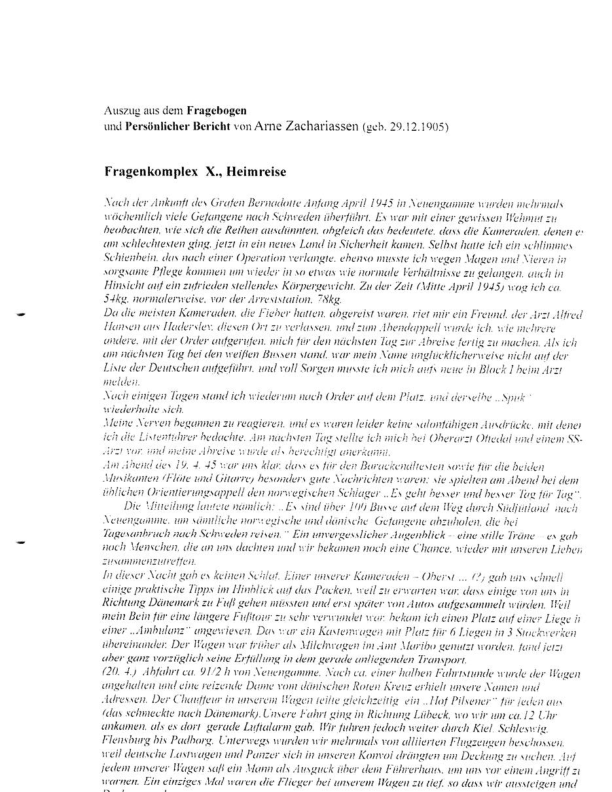 Auszug aus dem Fragebogen
und Persönlicher Bericht von Arne Zachariassen (geb. 29.12.1905)
Fragenkomplex X., Heimreise
Nach der Ankunft des Grafen Bernadotte Anfang April 1945 in Neuengamme wurden mehrmals
wöchentlich viele Gefangene nach Schweden überführt. Es war mit einer gewissen Wehmut zu
beobachten, wie sich die Reihen ausdünnten, obgleich das bedeutete, dass die Kameraden, denen e
am schlechtesten ging, jetzt in ein neues Land in Sicherheit kamen. Selbst hatte ich ein schlimmes
Schienbein, das nach einer Operation verlangte, ebenso musste ich wegen Magen und Nieren in
sorgsame Pflege kommen um wieder in so etwas wie normale Verhältnisse zu gelangen, auch in
Hinsicht auf ein zufrieden stellendes Körpergewicht. Zu der Zeit (Mitte April 1945) wog ich ca.
54kg, normalerweise, vor der Arreststation, 78kg.
Da die meisten Kameraden, die Fieber hatten, abgereist waren, riet mir ein Freund, der Arzt Alfred
Hansen aus Haderslev, diesen Ort zu verlassen, und zum Abendappell wurde ich, wie mehrere
andere, mit der Order aufgerufen, mich für den nächsten Tag zur Abreise fertig zu machen. Als ich
am nächsten Tag bei den weißen Bussen stand, war mein Name unglücklicherweise nicht auf der
Liste der Deutschen aufgeführt, und voll Sorgen musste ich mich aufs neue in Block I beim Arzt
melden.
Nach einigen Tagen stand ich wiederum nach Order auf dem Platz, und derselbe „Spuk“
wiederholte sich.
Meine Nerven begannen zu reagieren, und es waren leider keine salonfähigen Ausdrücke, mit denen
ich die Listenführer bedachte. Am nächsten Tag stellte ich mich bei Oberarzt Ottedal und einem SS-
Arzt vor, und meine Abreise wurde als berechtigt anerkannt.
Am Abend des 19. 4. 45 war uns klar, dass es für den Barackenältesten sowie für die beiden
Musikanten (Flöte und Gitarre) besonders gute Nachrichten waren; sie spielten am Abend bei dem
üblichen Orientierungsappell den norwegischen Schlager „Es geht besser und besser Tag für Tag“.
Die Mitteilung lautete nämlich: „Es sind über 100 Busse auf dem Weg durch Südjütland nach
Neuengamme, um sämtliche norwegische und dänische Gefangene abzuholen, die bei
Tagesanbruch nach Schweden reisen.“ Ein unvergesslicher Augenblick – eine stille Träne – es gab
noch Menschen, die an uns dachten und wir bekamen noch eine Chance, wieder mit unseren Lieben
zusammenzutreffen.
In dieser Nacht gab es keinen Schlaf. Einer unserer Kameraden – Oberst ... (?) gab uns schnell
einige praktische Tipps im Hinblick auf das Packen, weil zu erwarten war, dass einige von uns in
Richtung Dänemark zu Fuß gehen müssten und erst später von Autos aufgesammelt würden. Weil
mein Bein für eine längere Fußtour zu sehr verwundet war, bekam ich einen Platz auf einer Liege in
einer „Ambulanz“ angewiesen. Das war ein Kastenwagen mit Platz für 6 Liegen in 3 Stockwerken
übereinander. Der Wagen war früher als Milchwagen im Amt Maribo genutzt worden, fand jetzt
aber ganz vorzüglich seine Erfüllung in dem gerade anliegenden Transport.
(20. 4.) Abfahrt ca. 91/2 h von Neuengamme. Nach ca. einer halben Fahrtstunde wurde der Wagen
angehalten und eine reizende Dame vom dänischen Roten Kreuz erhielt unsere Namen und
Adressen. Der Chauffeur in unserem Wagen teilte gleichzeitig ein „Hof Pilsener“ für jeden aus
(das schmeckte nach Dänemark). Unsere Fahrt ging in Richtung Lübeck, wo wir um ca.12 Uhr
ankamen, als es dort gerade Luftalarm gab. Wir fuhren jedoch weiter durch Kiel, Schleswig,
Flensburg bis Padborg. Unterwegs wurden wir mehrmals von alliierten Flugzeugen beschossen,
weil deutsche Lastwagen und Panzer sich in unseren Konvoi drängten um Deckung zu suchen. Auf
jedem unserer Wagen saß ein Mann als Ausguck über dem Führerhaus, um uns vor einem Angriff zu
warnen. Ein einziges Mal waren die Flieger bei unserem Wagen zu tief, so dass wir aussteigen und